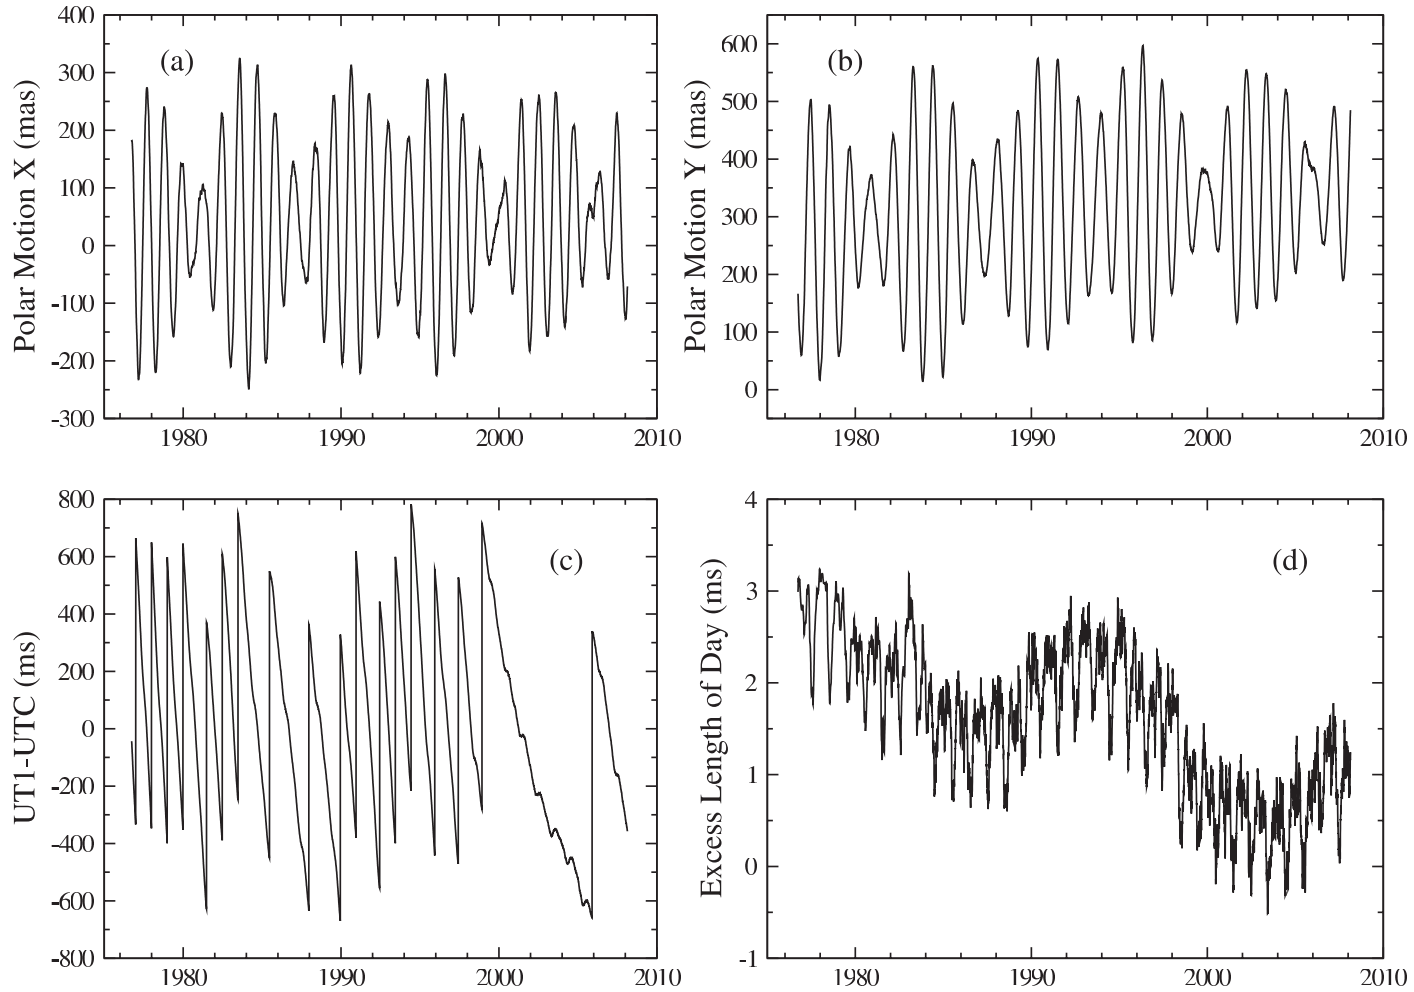 400
300
200
100
0
-100
-200
-300
Polar Motion X (mas)
(a)
1980 1990 2000 2010
600
500
400
300
200
100
0
Polar Motion Y (mas)
(b)
1980 1990 2000 2010
800
600
400
200
0
-200
-400
-600
-800
UT1-UTC (ms)
(c)
1980 1990 2000 2010
4
3
2
1
0
-1
Excess Length of Day (ms)
(d)
1980 1990 2000 2010